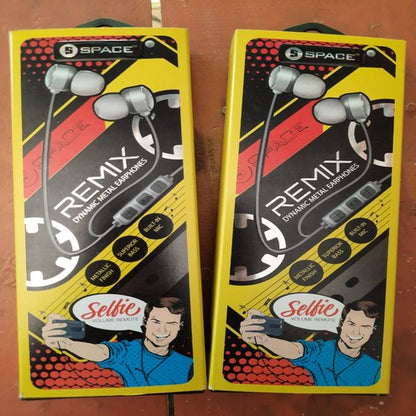 S SPACE
SPACE
REMIX
DYNAMIC METAL EARPHONES
METALLIC
FINISH
SUPERIOR
BASS
BUILT-IN
MIC
Selfie
VOLUME REMOTE
S SPACE
REMIX
DYNAMIC METAL EARPHONES
METALLIC
FINISH
SUPERIOR
BASS
BUILT-IN
MIC
Selfie
VOLUME REMOTE